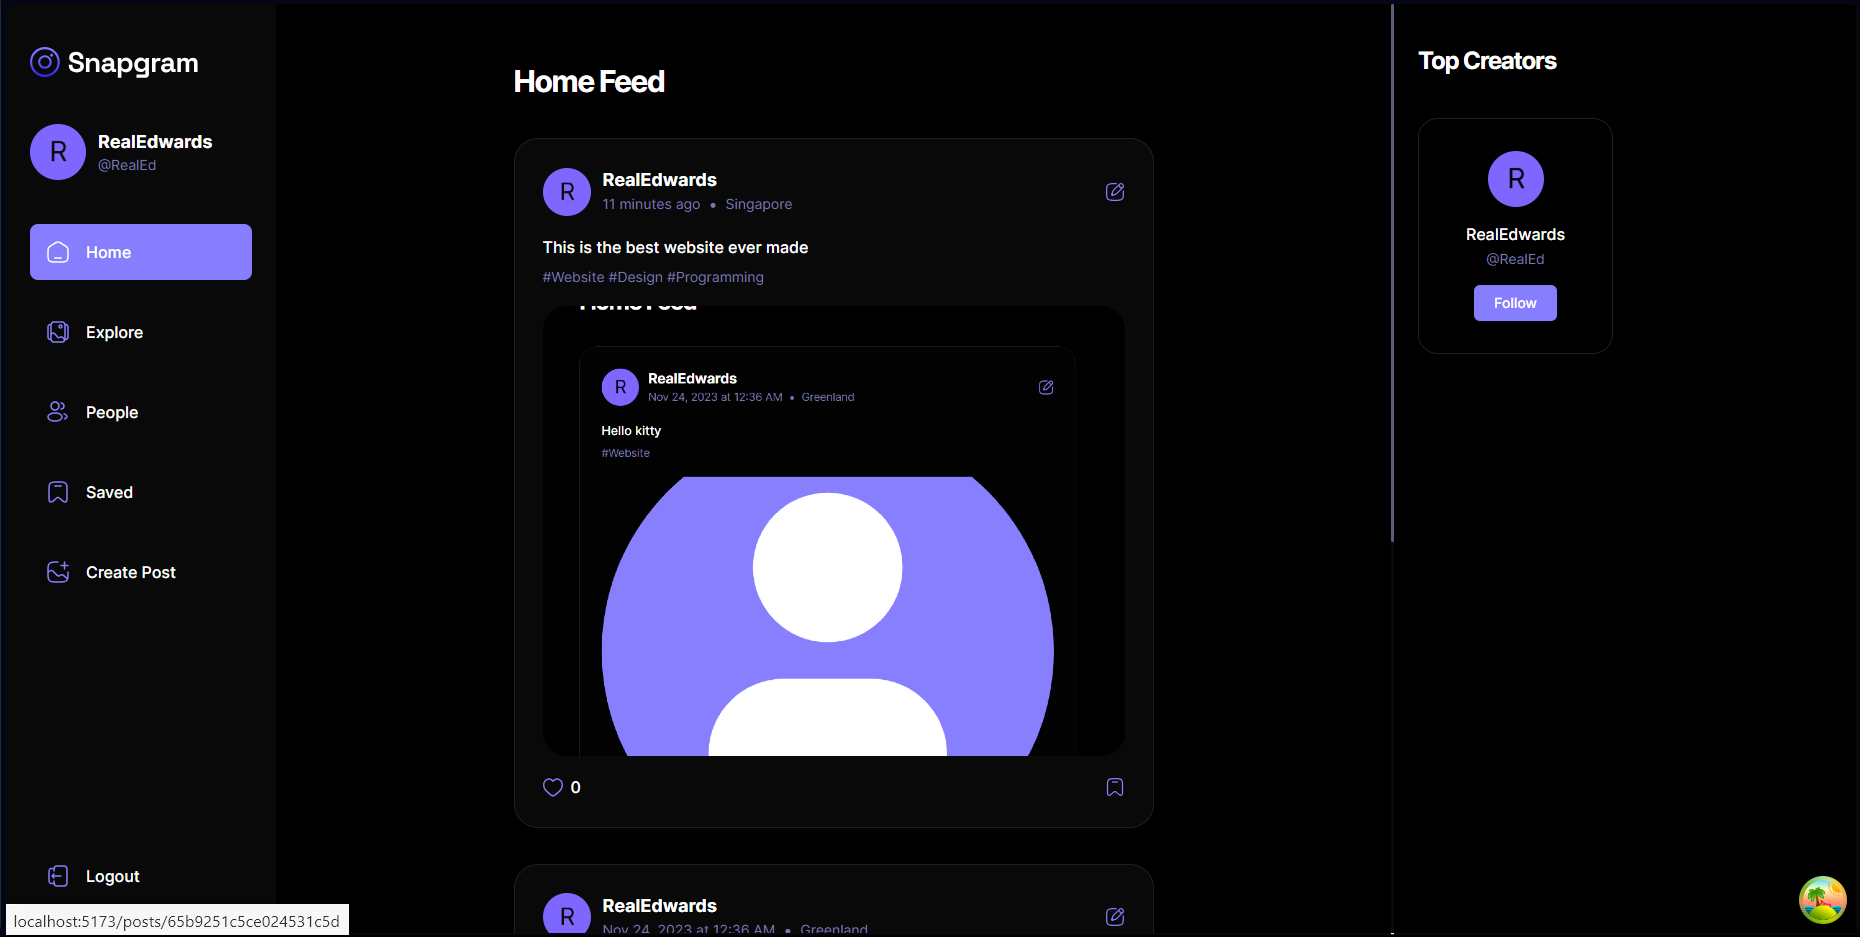 Snapgram
R
RealEdwards
@RealEd
Home
Explore
People
Saved
Create Post
Logout
localhost:5173/posts/65b9251c5ce024531c5d
Home Feed
R
RealEdwards
11 minutes ago • Singapore
This is the best website ever made
#Website #Design #Programming
Home Feed
R
RealEdwards
Nov 24, 2023 at 12:36 AM • Greenland
Hello kitty
#Website
0
R
RealEdwards
Nov 24, 2023 at 12:36 AM • Greenland
Top Creators
R
RealEdwards
@RealEd
Follow